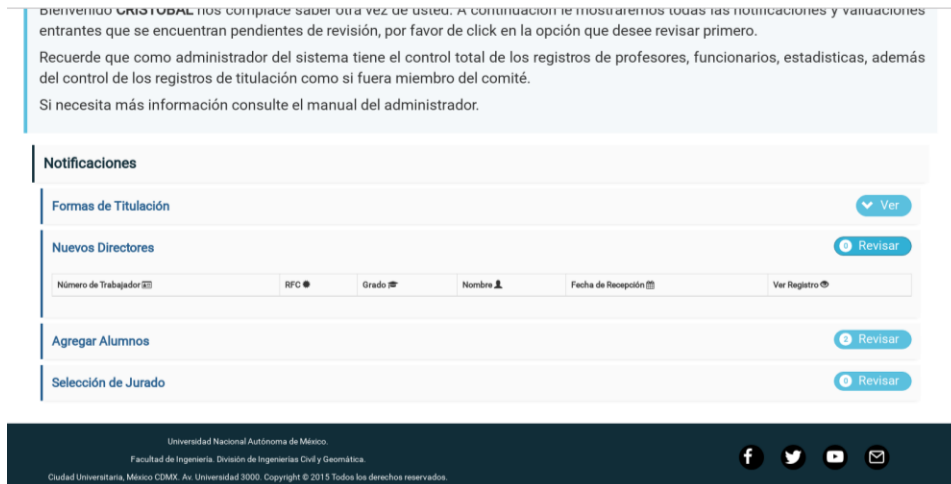 Bienvenido CRISTOBAL nos complace saber otra vez de usted. A continuación le mostraremos todas las notificaciones y validaciones
entrantes que se encuentran pendientes de revisión, por favor de click en la opción que desee revisar primero.
Recuerde que como administrador del sistema tiene el control total de los registros de profesores, funcionarios, estadisticas, además
del control de los registros de titulación como si fuera miembro del comité.
Si necesita más información consulte el manual del administrador.
Notificaciones
Formas de Titulación Ver
Nuevos Directores 0 Revisar
Número de Trabajador RFC Grado Nombre Fecha de Recepción Ver Registro
Agregar Alumnos 2 Revisar
Selección de Jurado 0 Revisar
Universidad Nacional Autónoma de México.
Facultad de Ingeniería. División de Ingenierías Civil y Geomática.
Ciudad Universitaria, México CDMX. Av. Universidad 3000. Copyright © 2015 Todos los derechos reservados.